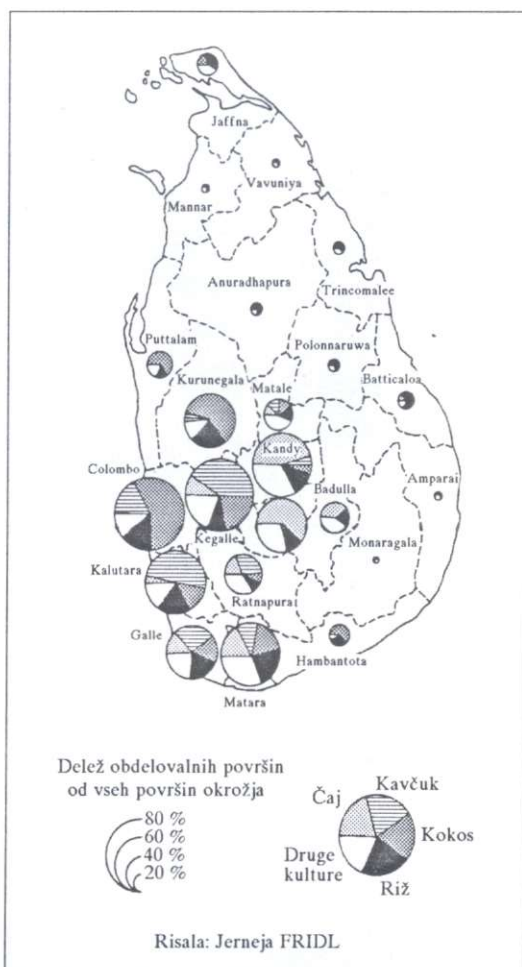 Jaffna
Vavuniya
Mannar
Anuradhapura
Trincomalee
Puttalam
Polonnaruwa
Kurunegala
Matale
Batticaloa
Kandy
Colombo
Badulla
Amparai
Kegalle
Monaragala
Kalutara
Ratnapura
Galle
Hambantota
Matara
Delež obdelovalnih površin
od vseh površin okrožja
80 %
60 %
40 %
20 %
Kavčuk
Čaj
Kokos
Druge
kulture
Riž
Risala: Jerneja FRIDL